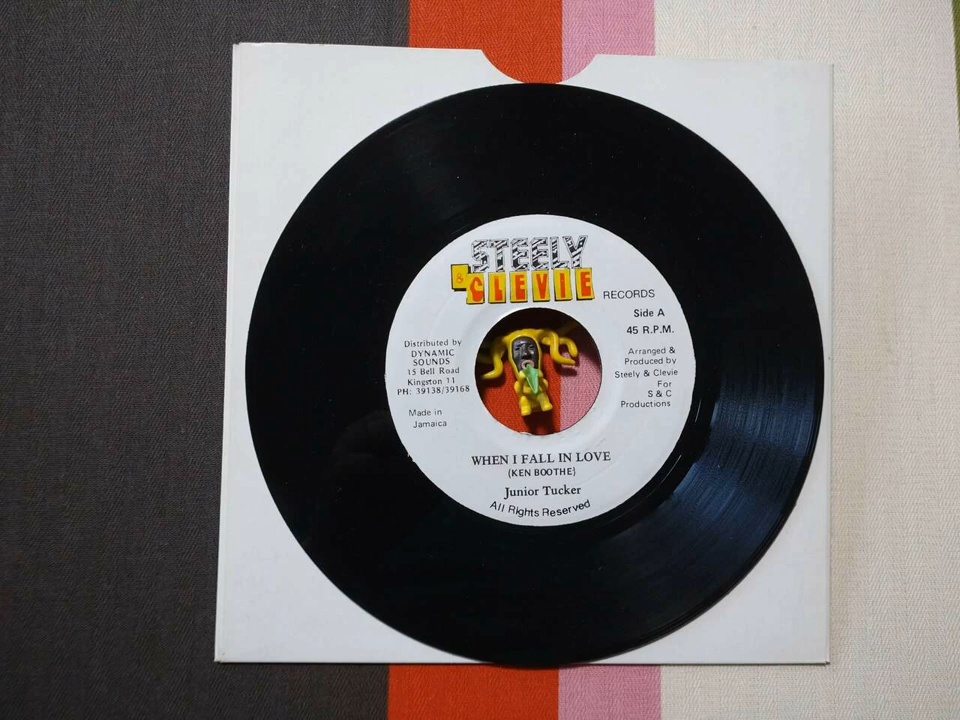 STEELY
& CLEVIE
RECORDS
Side A
45 R.P.M.
Distributed by
DYNAMIC
SOUNDS
15 Bell Road
Kingston 11
PH: 39138/39168
Made in
Jamaica
Arranged &
Produced by
Steely & Clevie
For
S & C
Productions
WHEN I FALL IN LOVE
(KEN BOOTHE)
Junior Tucker
All Rights Reserved